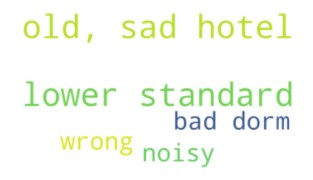 old, sad hotel
lower standard
bad dorm
wrong
noisy